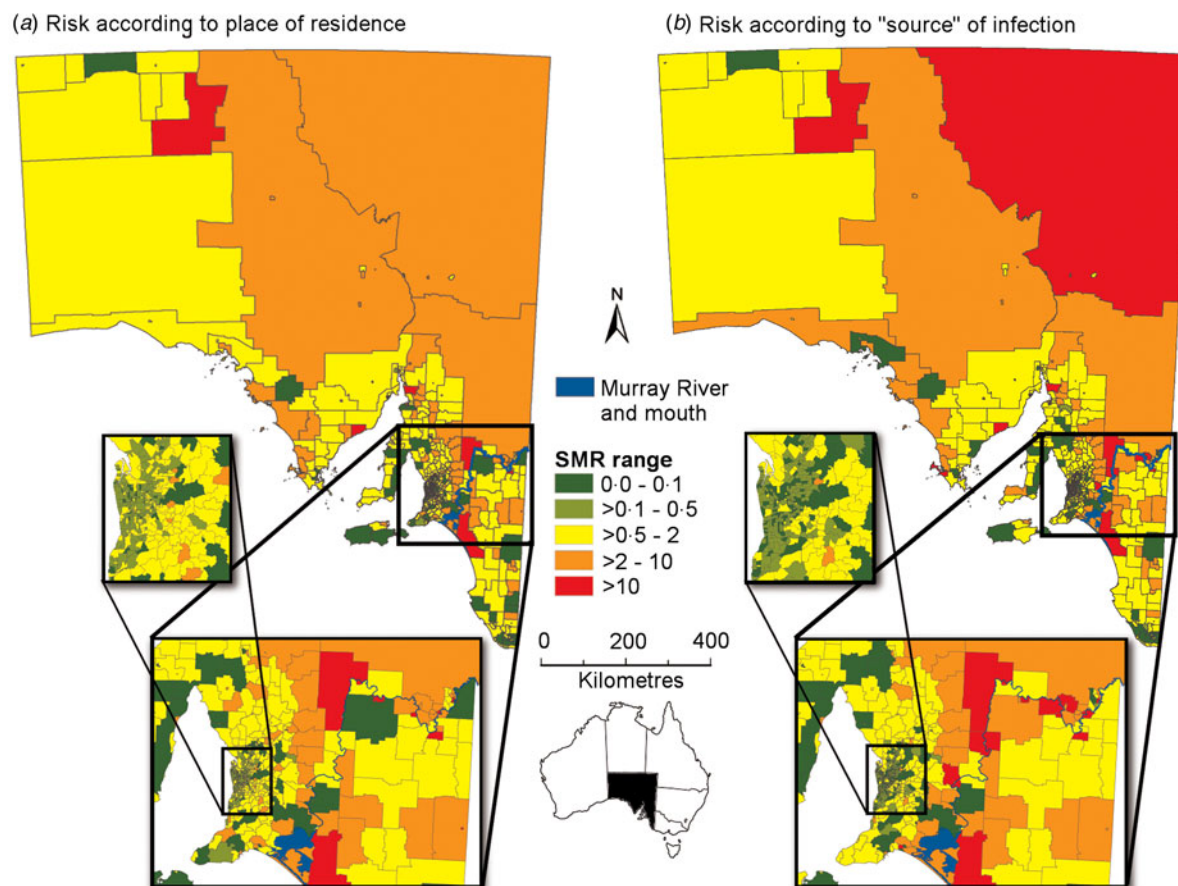 (a) Risk according to place of residence
(b) Risk according to "source" of infection
N
Murray River
and mouth
SMR range
0·0 - 0·1
>0·1 - 0·5
>0·5 - 2
>2 - 10
>10
0 200 400
Kilometres